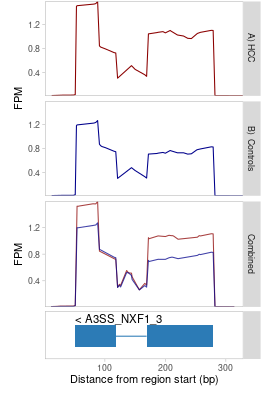 FPM
1.2
0.8
0.4
A) HCC
1.2
0.8
0.4
B) Controls
FPM
1.2
0.8
0.4
Combined
< A3SS_NXF1_3
100
200
300
Distance from region start (bp)